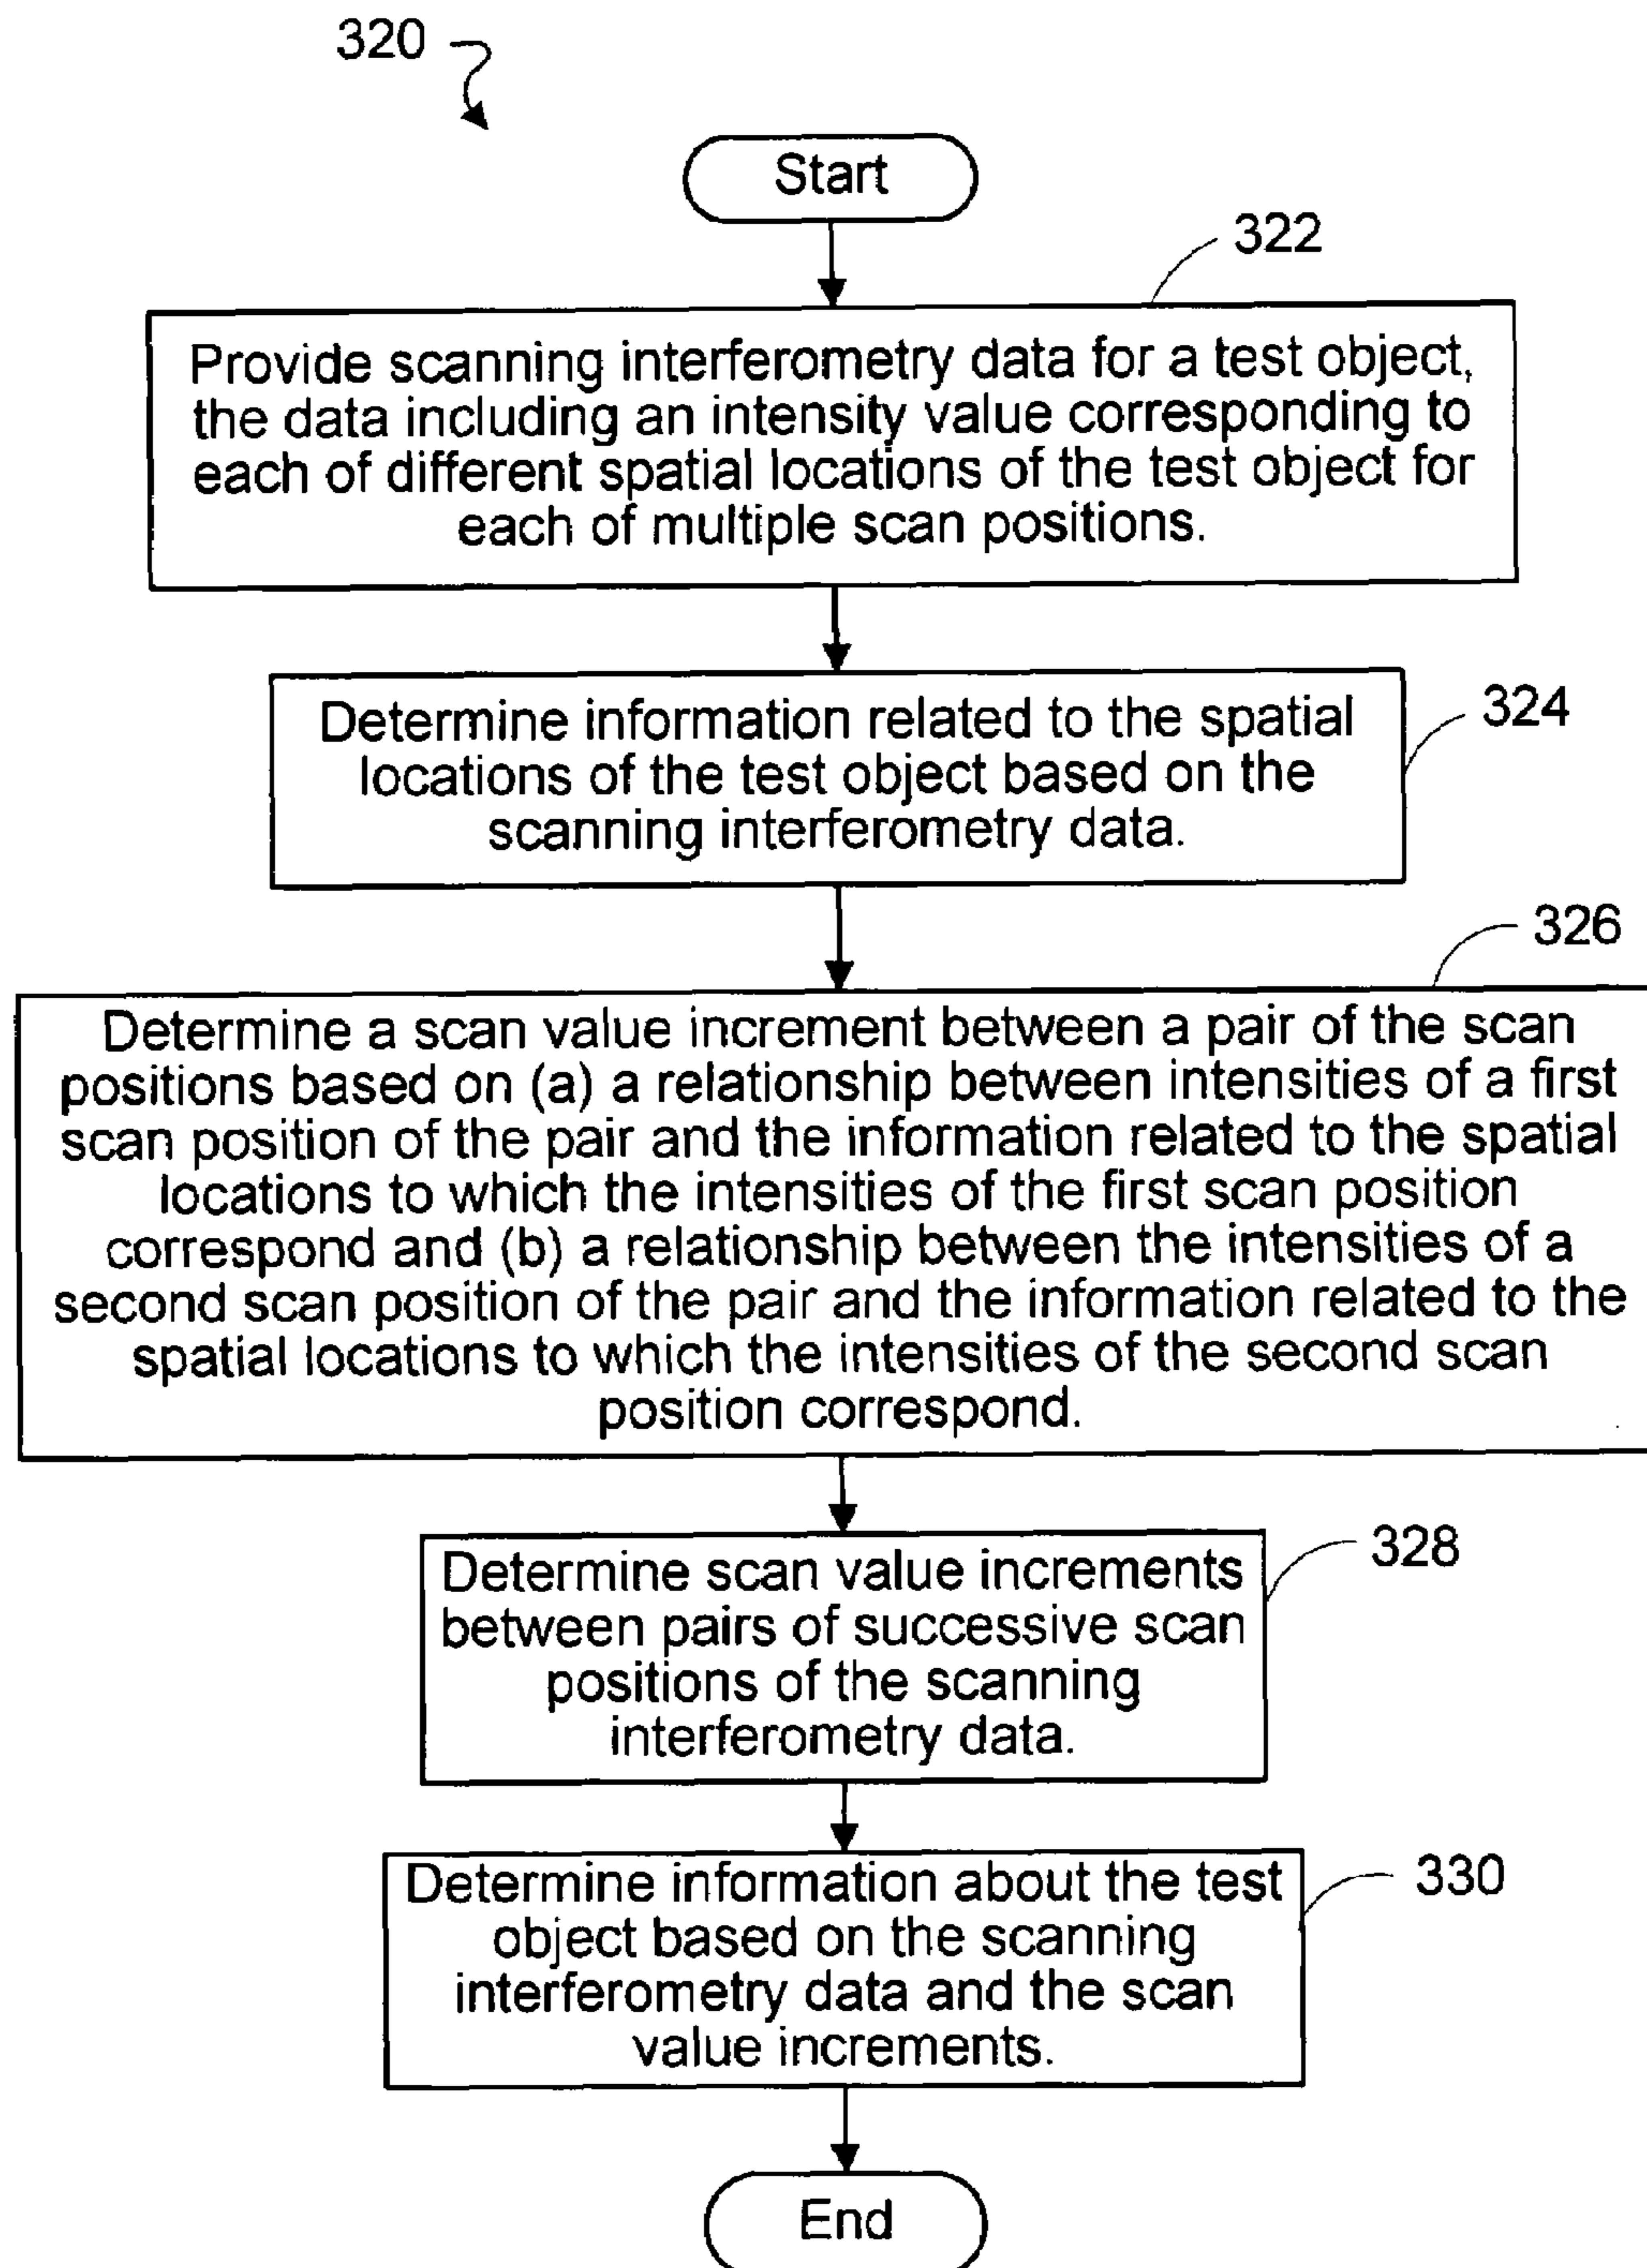 320
Start
322
Provide scanning interferometry data for a test object,
the data including an intensity value corresponding to
each of different spatial locations of the test object for
each of multiple scan positions.
324
Determine information related to the spatial
locations of the test object based on the
scanning interferometry data.
326
Determine a scan value increment between a pair of the scan
positions based on (a) a relationship between intensities of a first
scan position of the pair and the information related to the spatial
locations to which the intensities of the first scan position
correspond and (b) a relationship between the intensities of a
second scan position of the pair and the information related to the
spatial locations to which the intensities of the second scan
position correspond.
328
Determine scan value increments
between pairs of successive scan
positions of the scanning
interferometry data.
330
Determine information about the test
object based on the scanning
interferometry data and the scan
value increments.
End